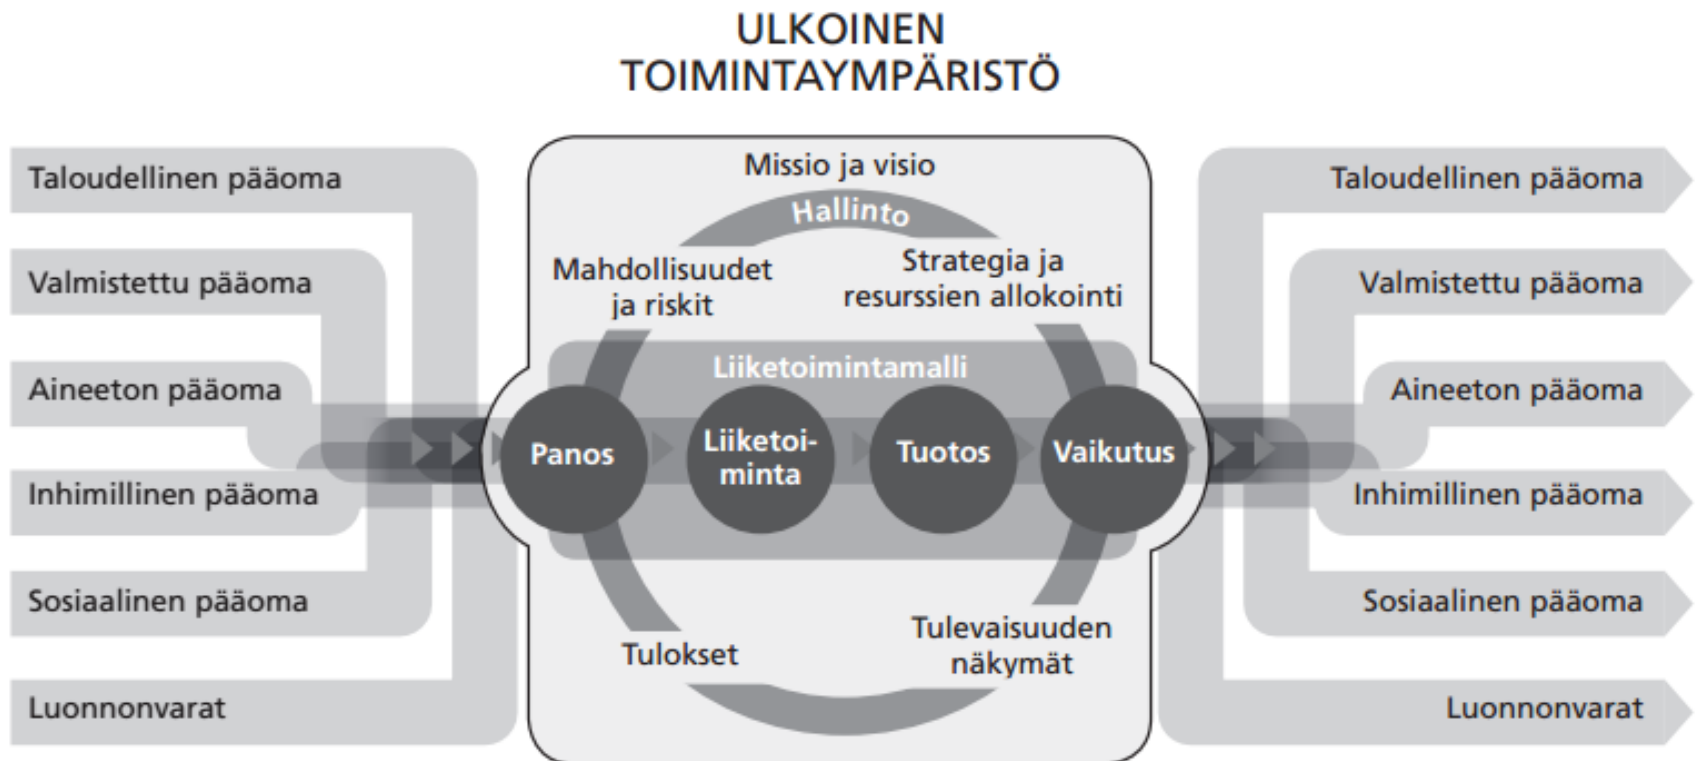 ULKOINEN
TOIMINTAYMPÄRISTÖ
Taloudellinen pääoma
Valmistettu pääoma
Aineeton pääoma
Inhimillinen pääoma
Sosiaalinen pääoma
Luonnonvarat
Missio ja visio
Hallinto
Mahdollisuudet
ja riskit
Strategia ja
resurssien allokointi
Liiketoimintamalli
Panos
Liiketoi-
minta
Tuotos
Vaikutus
Tulokset
Tulevaisuuden
näkymät
Taloudellinen pääoma
Valmistettu pääoma
Aineeton pääoma
Inhimillinen pääoma
Sosiaalinen pääoma
Luonnonvarat